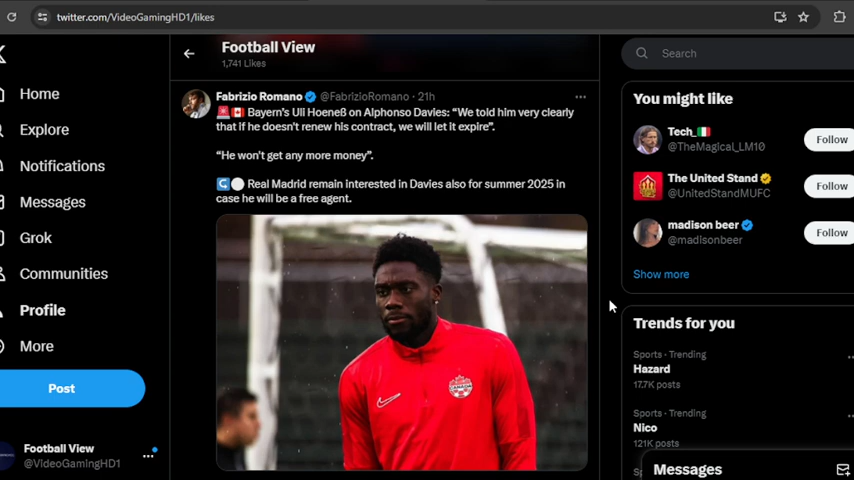 twitter.com/VideoGamingHD1/likes
Home
Explore
Notifications
Messages
Grok
Communities
Profile
More
Post
Football View
@VideoGamingHD1
Football View
1,741 Likes
Fabrizio Romano @FabrizioRomano · 21h
🚨🇨🇦 Bayern’s Uli Hoeneß on Alphonso Davies: “We told him very clearly
that if he doesn’t renew his contract, we will let it expire”.
“He won’t get any more money”.
↪️⚪️ Real Madrid remain interested in Davies also for summer 2025 in
case he will be a free agent.
CANADA
Search
You might like
Tech_🇮🇹
@TheMagical_LM10
Follow
The United Stand
@UnitedStandMUFC
Follow
madison beer
@madisonbeer
Follow
Show more
Trends for you
Sports · Trending
Hazard
17.7K posts
Sports · Trending
Nico
121K posts
Messages